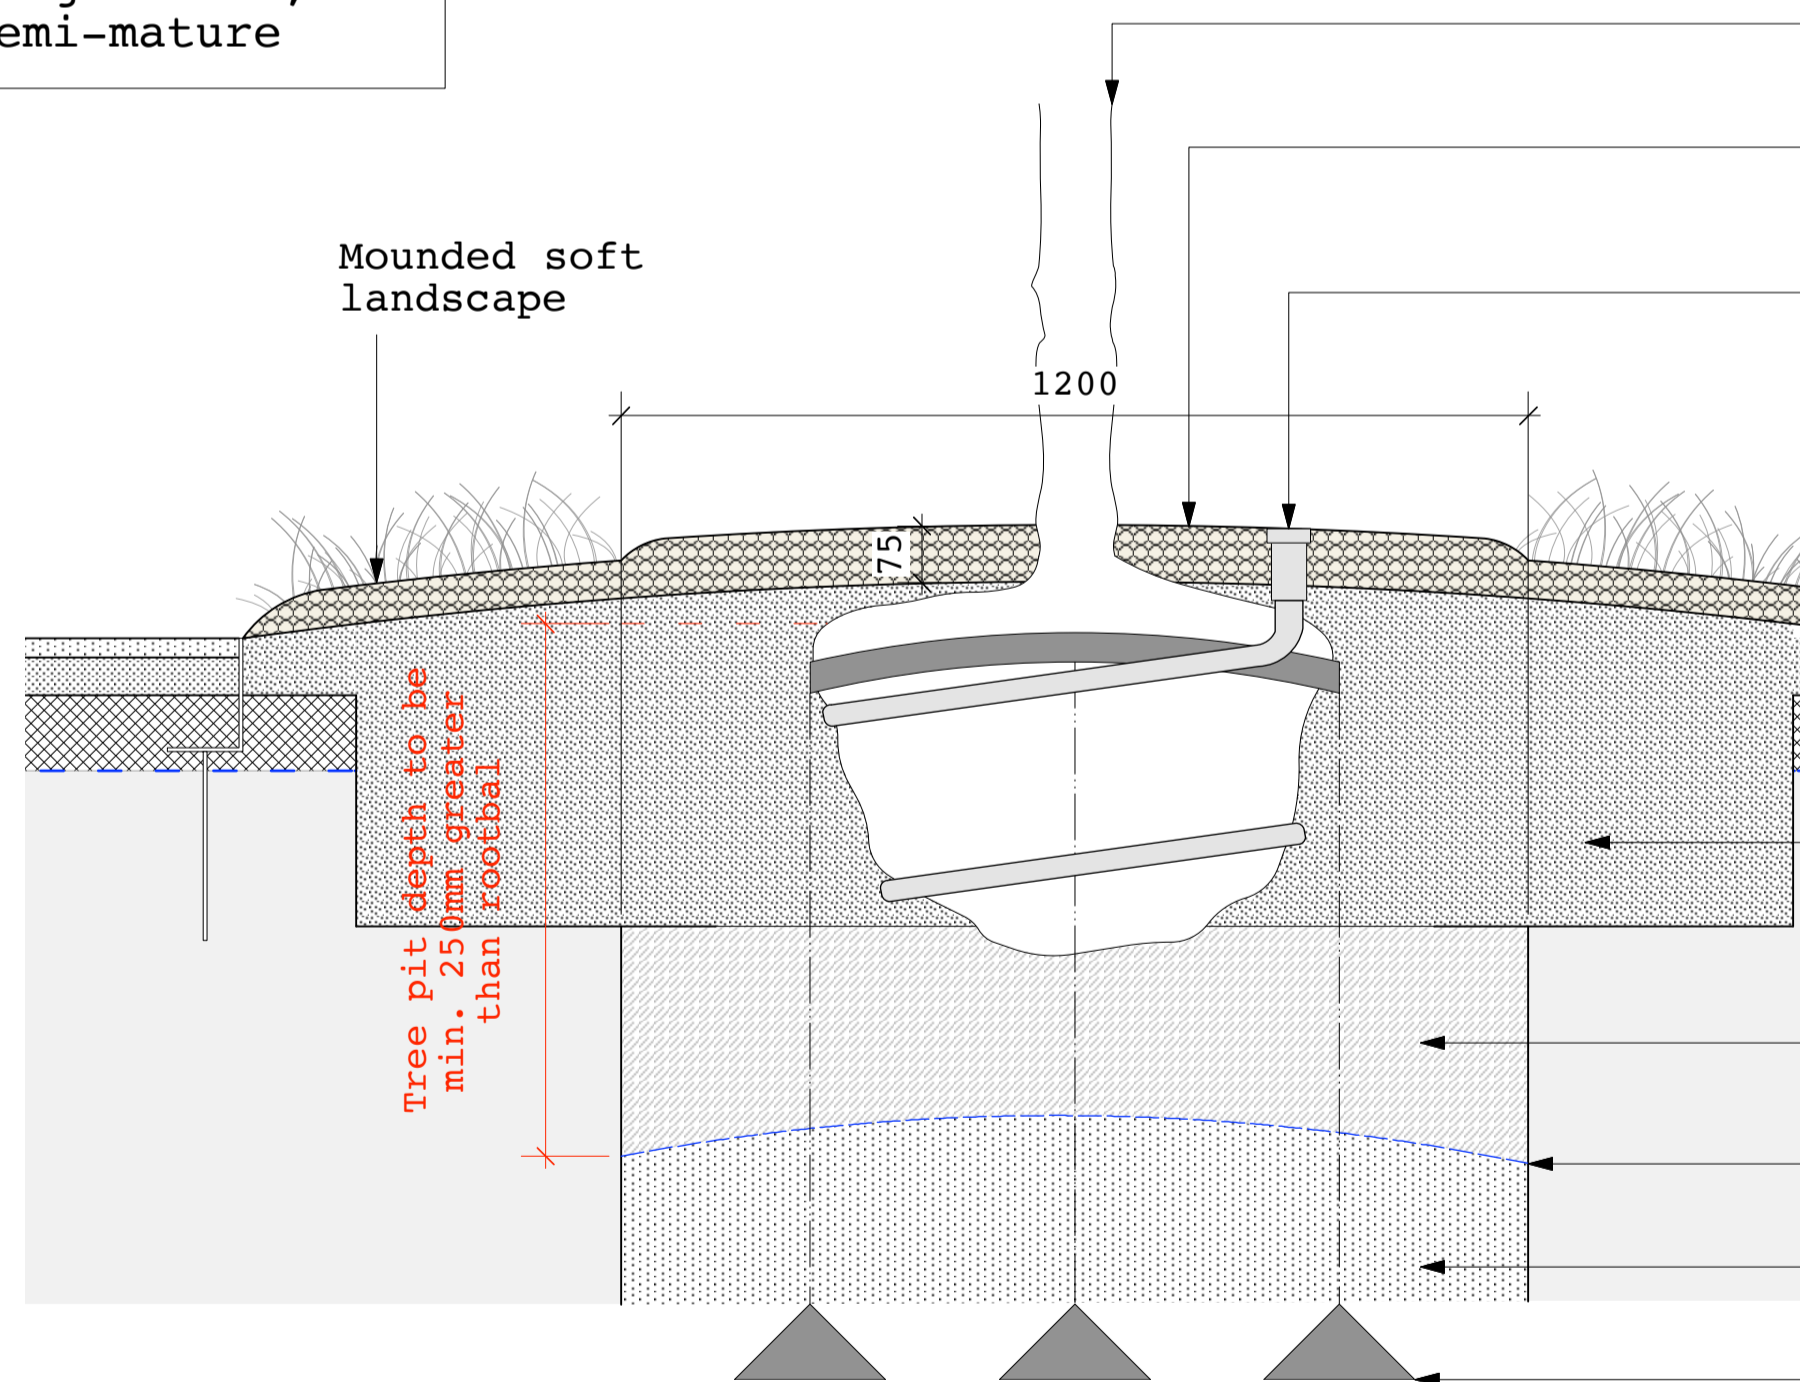 emi-mature
Mounded soft
landscape
1200
75
Tree pit depth to be
min. 250mm greater
than rootbal